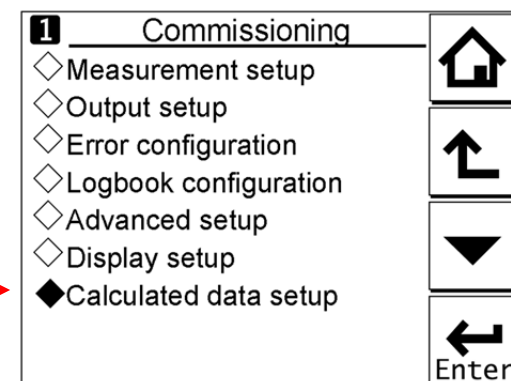 1 Commissioning
Measurement setup
Output setup
Error configuration
Logbook configuration
Advanced setup
Display setup
Calculated data setup
Enter